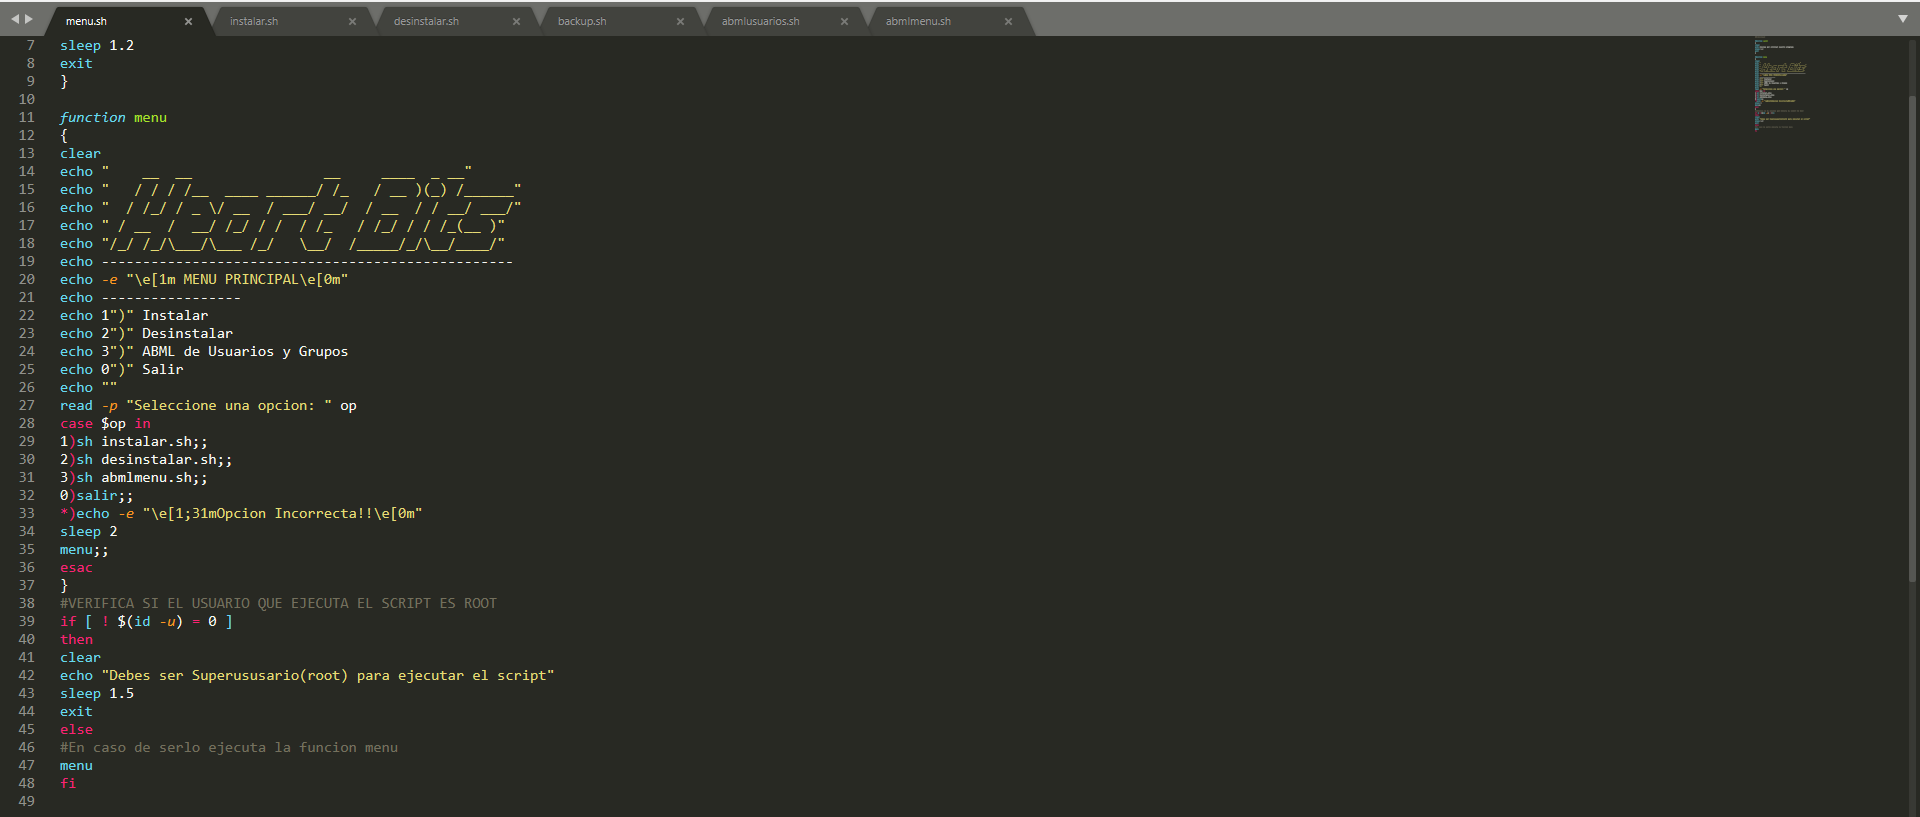 menu.sh × instalar.sh × desinstalar.sh × backup.sh × abmlusuarios.sh × abmlmenu.sh ×
7 sleep 1.2
8 exit
9 }
10
11 function menu
12 {
13 clear
14 echo "    __  __                __     ____  _ __"
15 echo "   / / / /__  ____ ______/ /_   / __ )(_) /______"
16 echo "  / /_/ / _ \/ __  / ___/ __/  / __  / / __/ ___/"
17 echo " / __  /  __/ /_/ / /  / /_   / /_/ / / /_(__ )"
18 echo "/_/ /_/\___/\___ /_/   \__/  /_____/_/\__/____/"
19 echo --------------------------------------------------
20 echo -e "\e[1m MENU PRINCIPAL\e[0m"
21 echo -----------------
22 echo 1")" Instalar
23 echo 2")" Desinstalar
24 echo 3")" ABML de Usuarios y Grupos
25 echo 0")" Salir
26 echo ""
27 read -p "Seleccione una opcion: " op
28 case $op in
29 1)sh instalar.sh;;
30 2)sh desinstalar.sh;;
31 3)sh abmlmenu.sh;;
32 0)salir;;
33 *)echo -e "\e[1;31mOpcion Incorrecta!!\e[0m"
34 sleep 2
35 menu;;
36 esac
37 }
38 #VERIFICA SI EL USUARIO QUE EJECUTA EL SCRIPT ES ROOT
39 if [ ! $(id -u) = 0 ]
40 then
41 clear
42 echo "Debes ser Superususario(root) para ejecutar el script"
43 sleep 1.5
44 exit
45 else
46 #En caso de serlo ejecuta la funcion menu
47 menu
48 fi
49